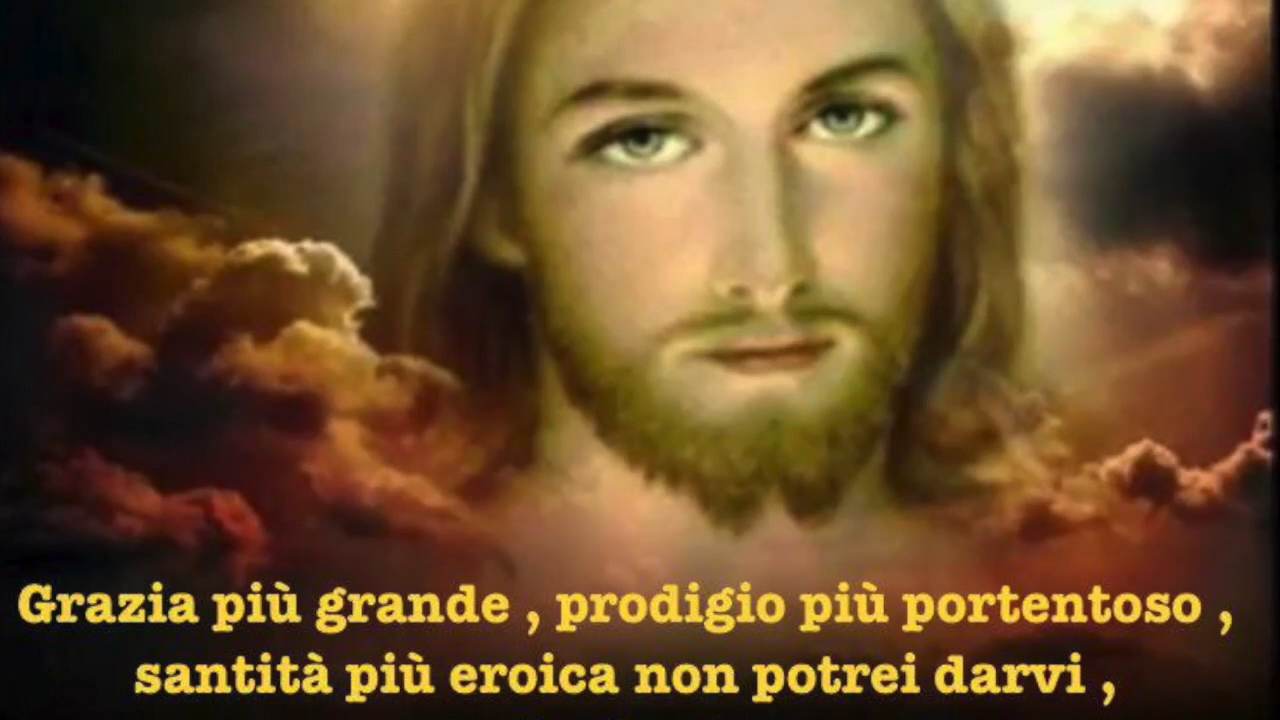 Grazia più grande , prodigio più portentoso ,
santità più eroica non potrei darvi ,